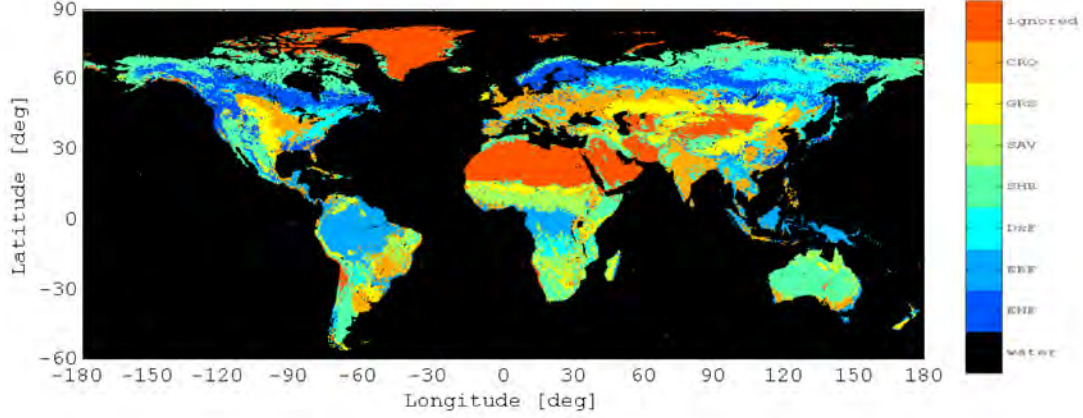 90
60
30
0
-30
-60
Latitude [deg]
-180 -150 -120 -90 -60 -30 0 30 60 90 120 150 180
Longitude [deg]
ignored
CRO
GRS
SAV
SHR
DBF
EBF
ENF
water